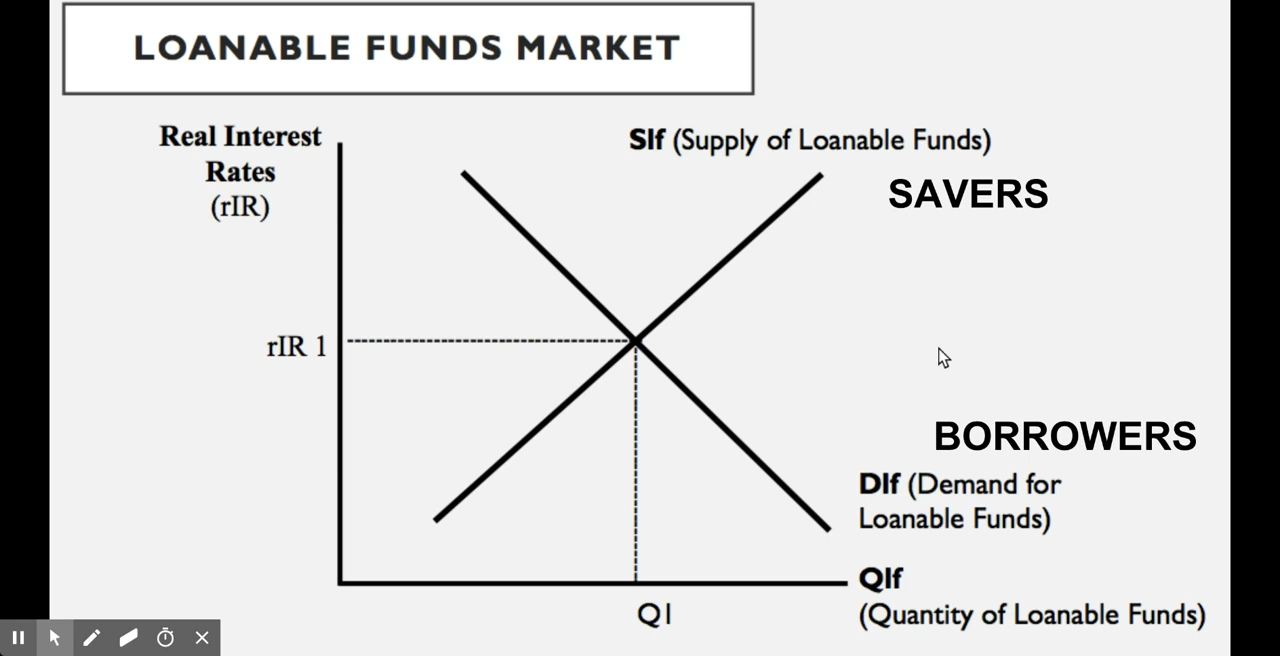 LOANABLE FUNDS MARKET
Real Interest
Rates
(rIR)
Slf (Supply of Loanable Funds)
SAVERS
rIR 1
BORROWERS
Dlf (Demand for
Loanable Funds)
Qlf
(Quantity of Loanable Funds)
Q1